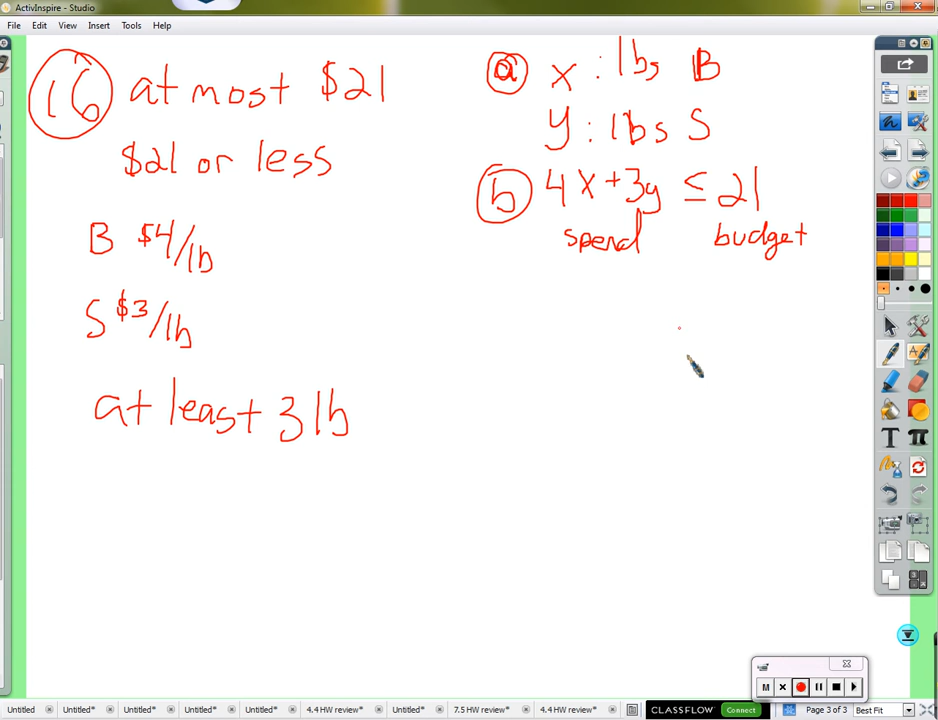 ActivInspire - Studio
File Edit View Insert Tools Help
16 at most $21
$21 or less
B $4/lb
S $3/lb
at least 3 lb
a x : lbs B
y : lbs S
b 4x+3y ≤ 21
spend budget
M
Untitled Untitled* Untitled* Untitled* Untitled* 4.4 HW review* Untitled* 7.5 HW review* 4.4 HW review* CLASSFLOW Connect Page 3 of 3 Best Fit